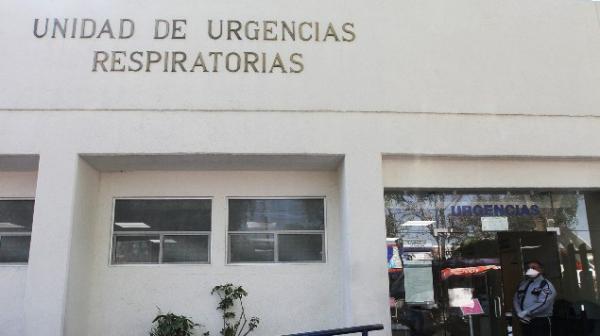 UNIDAD DE URGENCIAS
RESPIRATORIAS
URGENCIAS